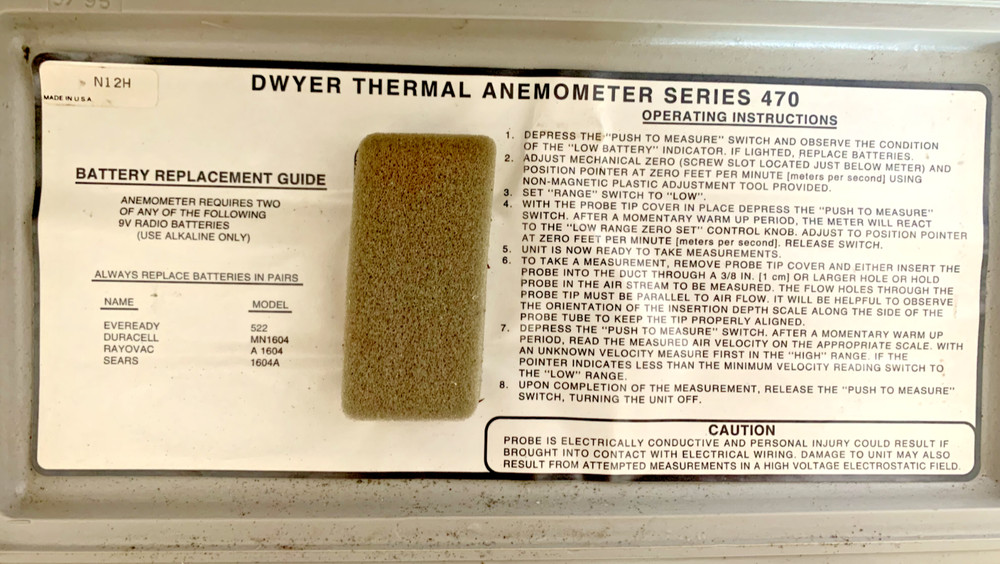 N12H
MADE IN U.S.A.
DWYER THERMAL ANEMOMETER SERIES 470
BATTERY REPLACEMENT GUIDE
ANEMOMETER REQUIRES TWO
OF ANY OF THE FOLLOWING
9V RADIO BATTERIES
(USE ALKALINE ONLY)
ALWAYS REPLACE BATTERIES IN PAIRS
NAME MODEL
EVEREADY 522
DURACELL MN1604
RAYOVAC A 1604
SEARS 1604A
OPERATING INSTRUCTIONS
1. DEPRESS THE "PUSH TO MEASURE" SWITCH AND OBSERVE THE CONDITION
OF THE "LOW BATTERY" INDICATOR. IF LIGHTED, REPLACE BATTERIES.
2. ADJUST MECHANICAL ZERO (SCREW SLOT LOCATED JUST BELOW METER) AND
POSITION POINTER AT ZERO FEET PER MINUTE [meters per second] USING
NON-MAGNETIC PLASTIC ADJUSTMENT TOOL PROVIDED.
3. SET "RANGE" SWITCH TO "LOW".
4. WITH THE PROBE TIP COVER IN PLACE DEPRESS THE "PUSH TO MEASURE"
SWITCH. AFTER A MOMENTARY WARM UP PERIOD, THE METER WILL REACT
TO THE "LOW RANGE ZERO SET" CONTROL KNOB. ADJUST TO POSITION POINTER
AT ZERO FEET PER MINUTE [meters per second]. RELEASE SWITCH.
5. UNIT IS NOW READY TO TAKE MEASUREMENTS.
6. TO TAKE A MEASUREMENT, REMOVE PROBE TIP COVER AND EITHER INSERT THE
PROBE INTO THE DUCT THROUGH A 3/8 IN. [1 cm] OR LARGER HOLE OR HOLD
PROBE IN THE AIR STREAM TO BE MEASURED. THE FLOW HOLES THROUGH THE
PROBE TIP MUST BE PARALLEL TO AIR FLOW. IT WILL BE HELPFUL TO OBSERVE
THE ORIENTATION OF THE INSERTION DEPTH SCALE ALONG THE SIDE OF THE
PROBE TUBE TO KEEP THE TIP PROPERLY ALIGNED.
7. DEPRESS THE "PUSH TO MEASURE" SWITCH. AFTER A MOMENTARY WARM UP
PERIOD, READ THE MEASURED AIR VELOCITY ON THE APPROPRIATE SCALE. WITH
AN UNKNOWN VELOCITY MEASURE FIRST IN THE "HIGH" RANGE. IF THE
POINTER INDICATES LESS THAN THE MINIMUM VELOCITY READING SWITCH TO
THE "LOW" RANGE.
8. UPON COMPLETION OF THE MEASUREMENT, RELEASE THE "PUSH TO MEASURE"
SWITCH, TURNING THE UNIT OFF.
CAUTION
PROBE IS ELECTRICALLY CONDUCTIVE AND PERSONAL INJURY COULD RESULT IF
BROUGHT INTO CONTACT WITH ELECTRICAL WIRING. DAMAGE TO UNIT MAY ALSO
RESULT FROM ATTEMPTED MEASUREMENTS IN A HIGH VOLTAGE ELECTROSTATIC FIELD.